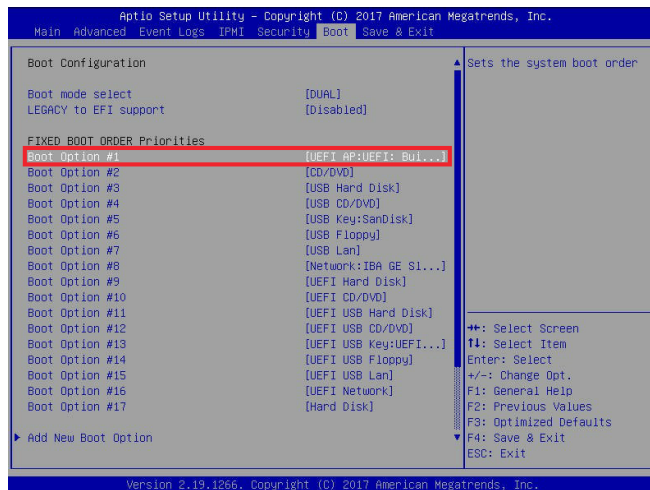 Aptio Setup Utility – Copyright (C) 2017 American Megatrends, Inc.
Main Advanced Event Logs IPMI Security Boot Save & Exit
Boot Configuration
Boot mode select [DUAL]
LEGACY to EFI support [Disabled]
FIXED BOOT ORDER Priorities
Boot Option #1 [UEFI AP:UEFI: Bui...]
Boot Option #2 [CD/DVD]
Boot Option #3 [USB Hard Disk]
Boot Option #4 [USB CD/DVD]
Boot Option #5 [USB Key:SanDisk]
Boot Option #6 [USB Floppy]
Boot Option #7 [USB Lan]
Boot Option #8 [Network:IBA GE Sl...]
Boot Option #9 [UEFI Hard Disk]
Boot Option #10 [UEFI CD/DVD]
Boot Option #11 [UEFI USB Hard Disk]
Boot Option #12 [UEFI USB CD/DVD]
Boot Option #13 [UEFI USB Key:UEFI...]
Boot Option #14 [UEFI USB Floppy]
Boot Option #15 [UEFI USB Lan]
Boot Option #16 [UEFI Network]
Boot Option #17 [Hard Disk]
Add New Boot Option
Sets the system boot order
→←: Select Screen
↑↓: Select Item
Enter: Select
+/-: Change Opt.
F1: General Help
F2: Previous Values
F3: Optimized Defaults
F4: Save & Exit
ESC: Exit
Version 2.19.1266. Copyright (C) 2017 American Megatrends, Inc.